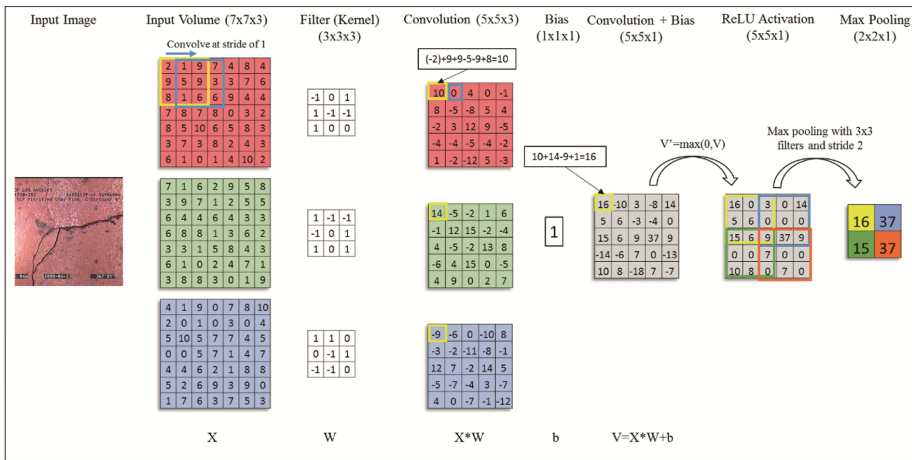 Input Image
Input Volume (7x7x3)
Filter (Kernel)
(3x3x3)
Convolution (5x5x3)
Bias
(1x1x1)
Convolution + Bias
(5x5x1)
ReLU Activation
(5x5x1)
Max Pooling
(2x2x1)
Convolve at stride of 1
2 1 9 7 4 8 4
9 5 9 3 3 7 6
8 1 6 6 9 4 4
7 8 7 8 0 3 2
8 5 10 6 5 8 3
3 7 3 8 2 4 3
6 1 0 1 4 10 2
-1 0 1
1 -1 -1
1 0 0
(-2)+9+9-5-9+8=10
10 0 4 0 -1
8 -5 -8 5 4
-2 3 12 9 -5
-4 -4 -5 -4 2
1 -2 -12 5 -3
7 1 6 2 9 5 8
6 8 8 1 3 6 2
3 3 1 5 8 4 3
6 1 0 2 4 7 1
3 8 9 8 6 0 7
1 -1 -1
0 -1 1
1 0 1
14 -5 -2 1 6
-1 12 15 -2 -4
4 -5 -2 13 8
-6 4 15 0 -5
4 9 0 2 7
4 1 9 0 7 8 10
2 0 1 0 3 0 4
5 10 5 7 7 4 5
0 0 5 7 1 4 7
4 4 6 2 1 8 8
5 2 6 9 3 9 0
1 7 6 3 7 5 3
1 1 0
0 -1 1
-1 1 0
-9 -6 0 -10 8
-3 -2 -11 -8 -1
12 7 -2 14 5
-5 -7 -4 3 -7
4 0 -7 -1 -12
1
10+14-9+1=16
16 -10 3 -8 14
5 6 -3 -4 0
15 6 9 37 9
-14 -6 7 0 -13
10 8 -18 7 -7
V'=max(0,V)
16 0 3 0 14
5 6 0 0 0
15 6 9 37 9
0 0 7 0 0
10 8 0 7 0
Max pooling with 3x3
filters and stride 2
16 37
15 37
X
W
X*W
b
V=X*W+b